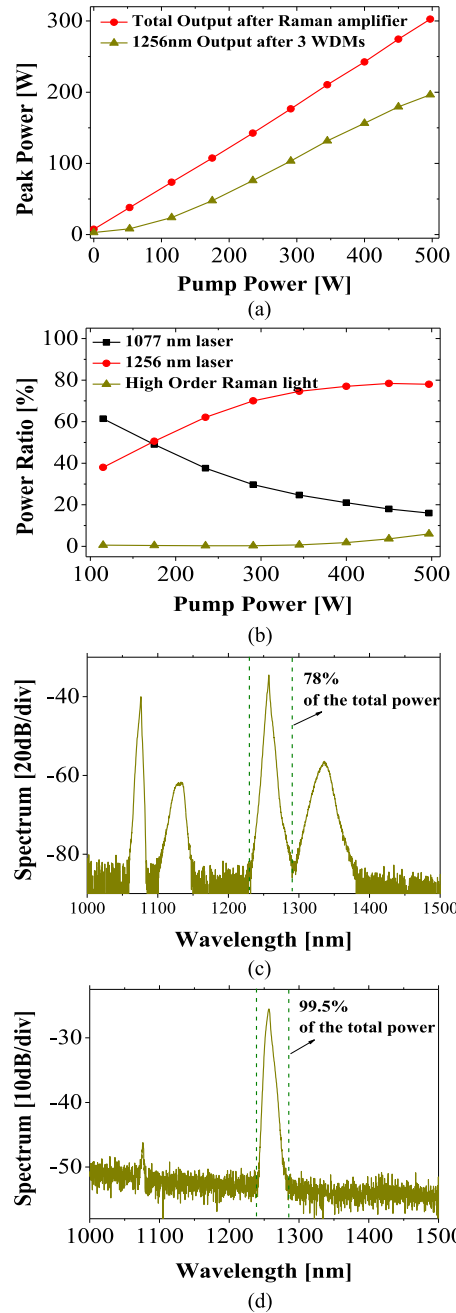 Total Output after Raman amplifier
1256nm Output after 3 WDMs
Peak Power [W]
300
200
100
0
0 100 200 300 400 500
Pump Power [W]
(a)
1077 nm laser
1256 nm laser
High Order Raman light
Power Ratio [%]
100
80
60
40
20
0
100 200 300 400 500
Pump Power [W]
(b)
78%
of the total power
Spectrum [20dB/div]
-40
-60
-80
1000 1100 1200 1300 1400 1500
Wavelength [nm]
(c)
99.5%
of the total power
Spectrum [10dB/div]
-30
-40
-50
1000 1100 1200 1300 1400 1500
Wavelength [nm]
(d)